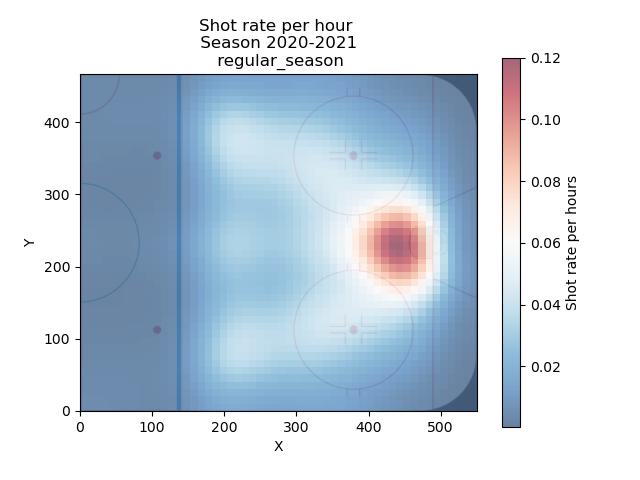 Shot rate per hour
Season 2020-2021
regular_season
Y
400
300
200
100
0
0 100 200 300 400 500
X
0.12
0.10
0.08
0.06
0.04
0.02
Shot rate per hours